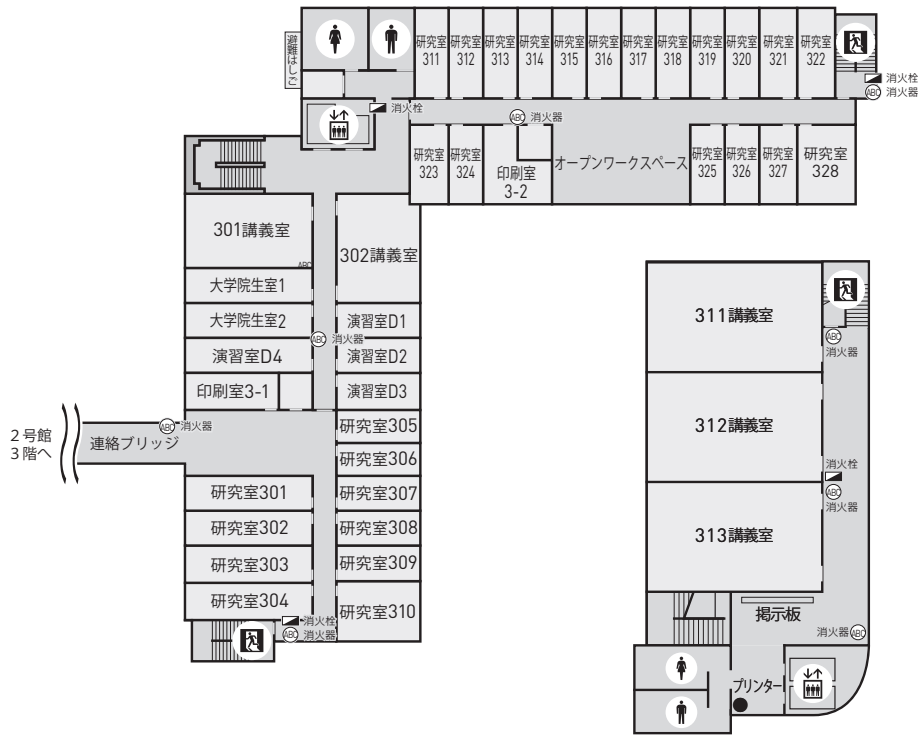 避難はしご
研究室
311
研究室
312
研究室
313
研究室
314
研究室
315
研究室
316
研究室
317
研究室
318
研究室
319
研究室
320
研究室
321
研究室
322
消火栓
ABC 消火器
消火栓
ABC 消火器
研究室
323
研究室
324
印刷室
3-2
オープンワークスペース
研究室
325
研究室
326
研究室
327
研究室
328
301講義室
ABC
302講義室
大学院生室1
大学院生室2
演習室D1
ABC 消火器
演習室D4
演習室D2
印刷室3-1
演習室D3
2号館
3階へ
連絡ブリッジ
ABC 消火器
研究室305
研究室306
研究室301
研究室307
研究室302
研究室308
研究室303
研究室309
研究室304
研究室310
消火栓
ABC 消火器
311講義室
ABC
消火器
312講義室
消火栓
ABC
消火器
313講義室
掲示板
消火器 ABC
プリンター